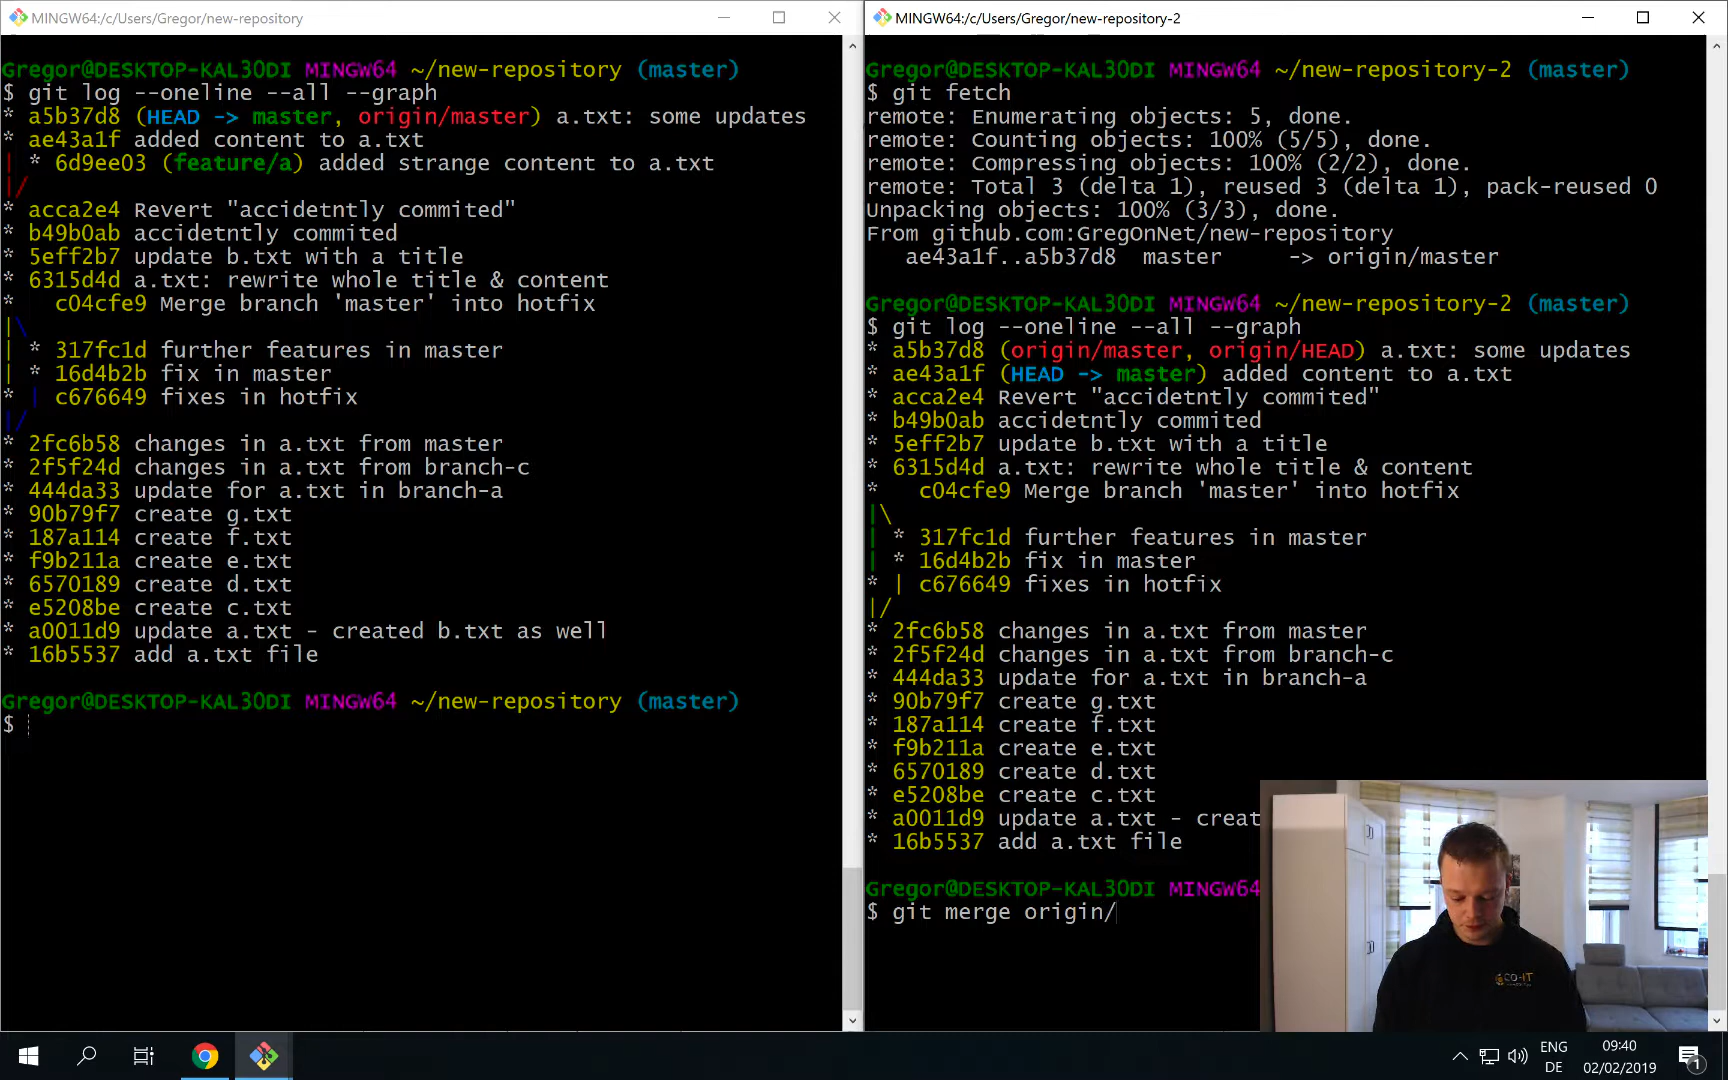 MINGW64:/c/Users/Gregor/new-repository
Gregor@DESKTOP-KAL3ODI MINGW64 ~/new-repository (master)
$ git log --oneline --all --graph
* a5b37d8 (HEAD -> master, origin/master) a.txt: some updates
* ae43a1f added content to a.txt
| * 6d9ee03 (feature/a) added strange content to a.txt
|/
* acca2e4 Revert "accidetntly commited"
* b49b0ab accidetntly commited
* 5eff2b7 update b.txt with a title
* 6315d4d a.txt: rewrite whole title & content
*   c04cfe9 Merge branch 'master' into hotfix
|\
| * 317fc1d further features in master
| * 16d4b2b fix in master
* | c676649 fixes in hotfix
|/
* 2fc6b58 changes in a.txt from master
* 2f5f24d changes in a.txt from branch-c
* 444da33 update for a.txt in branch-a
* 90b79f7 create g.txt
* 187a114 create f.txt
* f9b211a create e.txt
* 6570189 create d.txt
* e5208be create c.txt
* a0011d9 update a.txt - created b.txt as well
* 16b5537 add a.txt file
Gregor@DESKTOP-KAL3ODI MINGW64 ~/new-repository (master)
$
MINGW64:/c/Users/Gregor/new-repository-2
Gregor@DESKTOP-KAL3ODI MINGW64 ~/new-repository-2 (master)
$ git fetch
remote: Enumerating objects: 5, done.
remote: Counting objects: 100% (5/5), done.
remote: Compressing objects: 100% (2/2), done.
remote: Total 3 (delta 1), reused 3 (delta 1), pack-reused 0
Unpacking objects: 100% (3/3), done.
From github.com:GregOnNet/new-repository
   ae43a1f..a5b37d8  master     -> origin/master
Gregor@DESKTOP-KAL3ODI MINGW64 ~/new-repository-2 (master)
$ git log --oneline --all --graph
* a5b37d8 (origin/master, origin/HEAD) a.txt: some updates
* ae43a1f (HEAD -> master) added content to a.txt
* acca2e4 Revert "accidetntly commited"
* b49b0ab accidetntly commited
* 5eff2b7 update b.txt with a title
* 6315d4d a.txt: rewrite whole title & content
*   c04cfe9 Merge branch 'master' into hotfix
|\
| * 317fc1d further features in master
| * 16d4b2b fix in master
* | c676649 fixes in hotfix
|/
* 2fc6b58 changes in a.txt from master
* 2f5f24d changes in a.txt from branch-c
* 444da33 update for a.txt in branch-a
* 90b79f7 create g.txt
* 187a114 create f.txt
* f9b211a create e.txt
* 6570189 create d.txt
* e5208be create c.txt
* a0011d9 update a.txt - creat
* 16b5537 add a.txt file
Gregor@DESKTOP-KAL3ODI MINGW64
$ git merge origin/
CO-IT
ENG
DE
09:40
02/02/2019
1